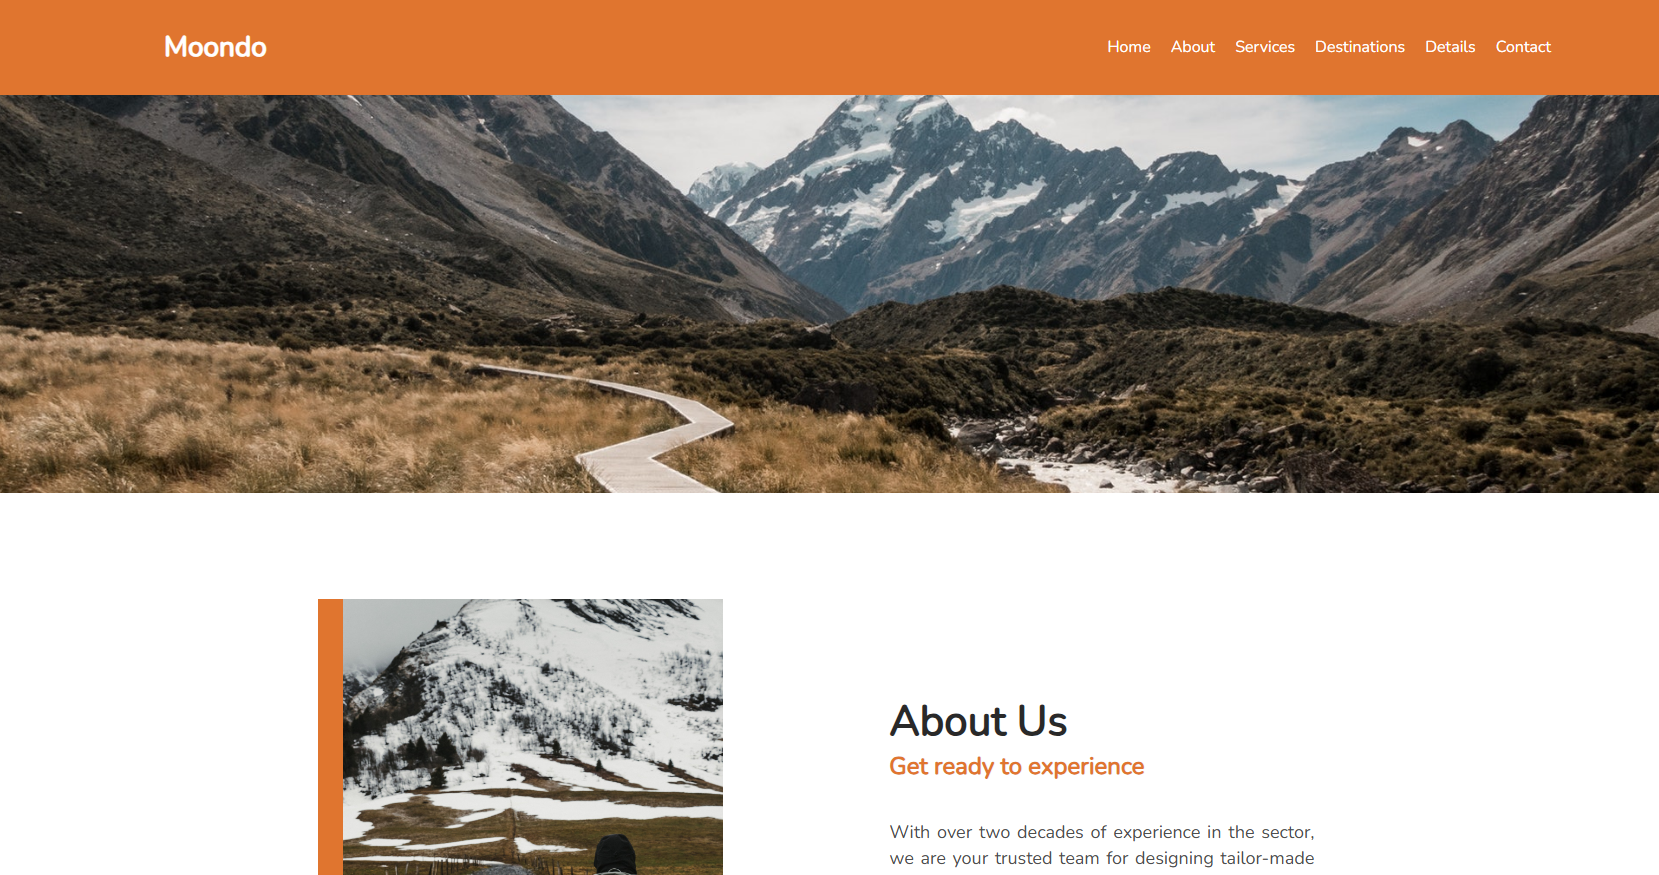 Moondo
Home About Services Destinations Details Contact
About Us
Get ready to experience
With over two decades of experience in the sector,
we are your trusted team for designing tailor-made